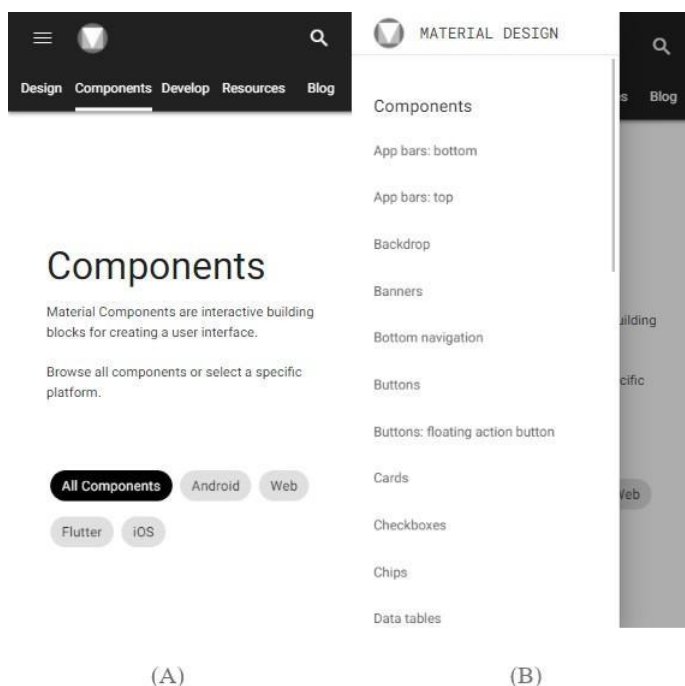 Design Components Develop Resources Blog
Components
Material Components are interactive building
blocks for creating a user interface.
Browse all components or select a specific
platform.
All Components Android Web
Flutter iOS
(A)
MATERIAL DESIGN
s Blog
Components
App bars: bottom
App bars: top
Backdrop
Banners
uilding
Bottom navigation
Buttons
cific
Buttons: floating action button
Cards
Web
Checkboxes
Chips
Data tables
(B)